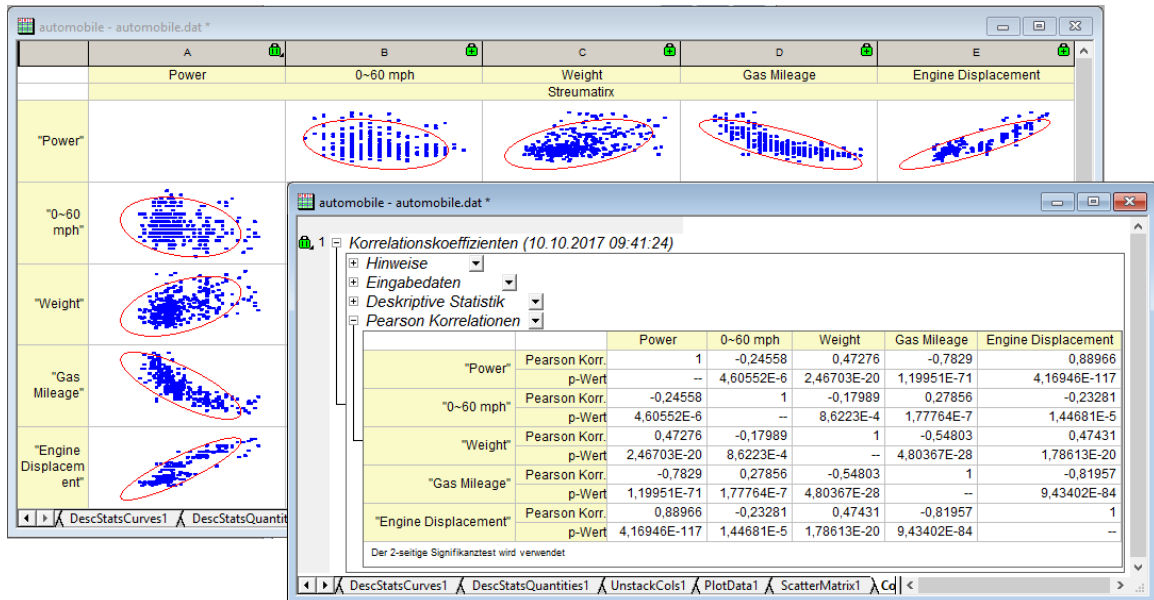 automobile - automobile.dat *
A B C D E
Power 0~60 mph Weight Gas Mileage Engine Displacement
Streumatirx
"Power"
"0~60
mph"
"Weight"
"Gas
Mileage"
"Engine
Displacem
ent"
DescStatsCurves1 DescStatsQuantit
automobile - automobile.dat *
1 Korrelationskoeffizienten (10.10.2017 09:41:24)
Hinweise
Eingabedaten
Deskriptive Statistik
Pearson Korrelationen
Power 0~60 mph Weight Gas Mileage Engine Displacement
"Power" Pearson Korr. 1 -0,24558 0,47276 -0,7829 0,88966
p-Wert -- 4,60552E-6 2,46703E-20 1,19951E-71 4,16946E-117
"0~60 mph" Pearson Korr. -0,24558 1 -0,17989 0,27856 -0,23281
p-Wert 4,60552E-6 -- 8,6223E-4 1,77764E-7 1,44681E-5
"Weight" Pearson Korr. 0,47276 -0,17989 1 -0,54803 0,47431
p-Wert 2,46703E-20 8,6223E-4 -- 4,80367E-28 1,78613E-20
"Gas Mileage" Pearson Korr. -0,7829 0,27856 -0,54803 1 -0,81957
p-Wert 1,19951E-71 1,77764E-7 4,80367E-28 -- 9,43402E-84
"Engine Displacement" Pearson Korr. 0,88966 -0,23281 0,47431 -0,81957 1
p-Wert 4,16946E-117 1,44681E-5 1,78613E-20 9,43402E-84 --
Der 2-seitige Signifikanztest wird verwendet
DescStatsCurves1 DescStatsQuantities1 UnstackCols1 PlotData1 ScatterMatrix1 Co